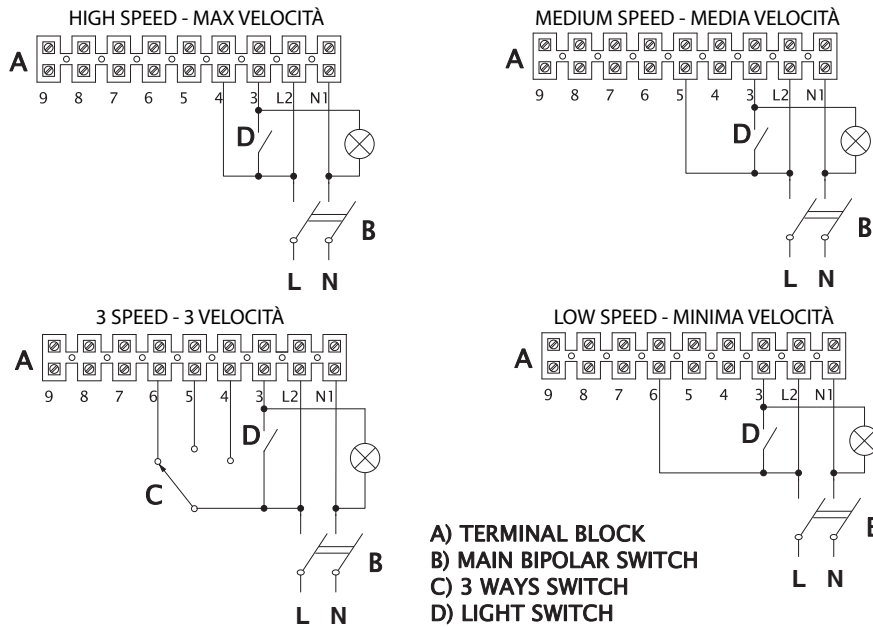 HIGH SPEED - MAX VELOCITÀ
A
9 8 7 6 5 4 3 L2 N1
D
B
L N
MEDIUM SPEED - MEDIA VELOCITÀ
A
9 8 7 6 5 4 3 L2 N1
D
B
L N
3 SPEED - 3 VELOCITÀ
A
9 8 7 6 5 4 3 L2 N1
D
C
B
L N
LOW SPEED - MINIMA VELOCITÀ
A
9 8 7 6 5 4 3 L2 N1
D
B
L N
A) TERMINAL BLOCK
B) MAIN BIPOLAR SWITCH
C) 3 WAYS SWITCH
D) LIGHT SWITCH